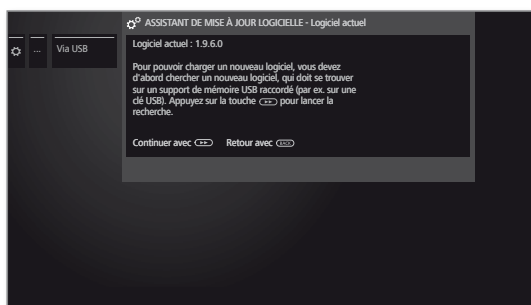 ASSISTANT DE MISE À JOUR LOGICIELLE - Logiciel actuel
... Via USB
Logiciel actuel : 1.9.6.0
Pour pouvoir charger un nouveau logiciel, vous devez
d'abord chercher un nouveau logiciel, qui doit se trouver
sur un support de mémoire USB raccordé (par ex. sur une
clé USB). Appuyez sur la touche pour lancer la
recherche.
Continuer avec Retour avec BACK